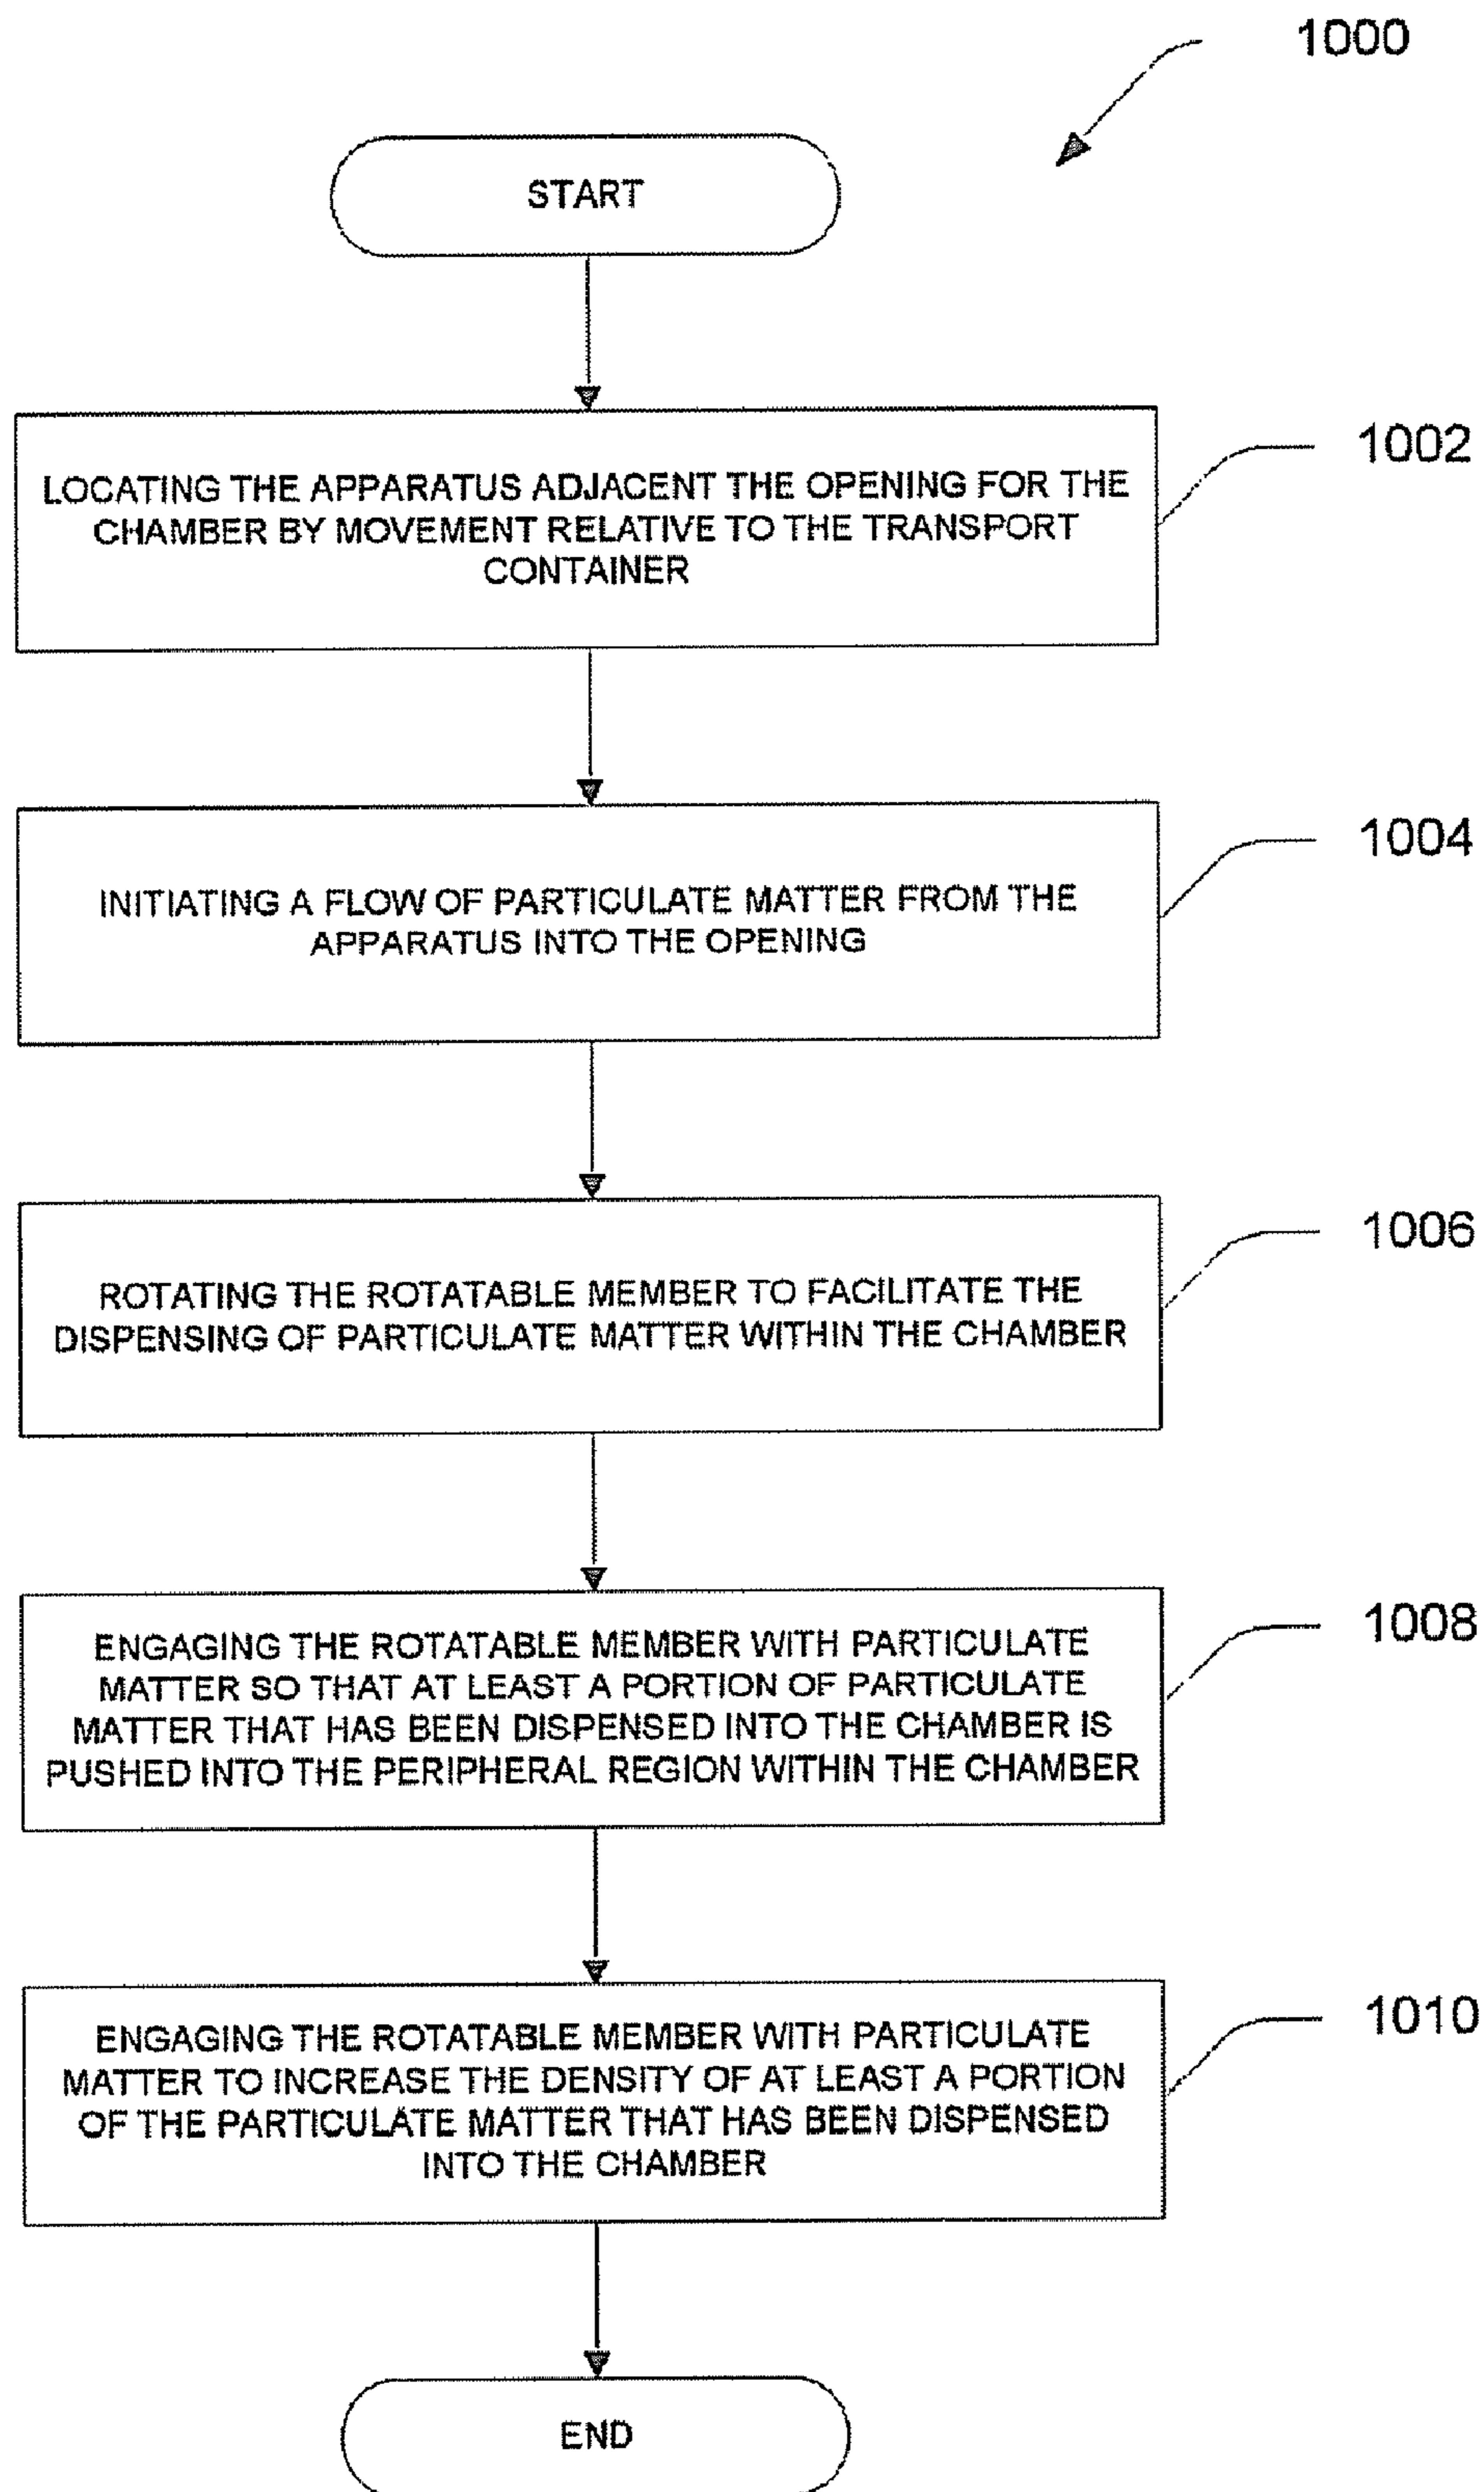 1000
START
LOCATING THE APPARATUS ADJACENT THE OPENING FOR THE
CHAMBER BY MOVEMENT RELATIVE TO THE TRANSPORT
CONTAINER
1002
INITIATING A FLOW OF PARTICULATE MATTER FROM THE
APPARATUS INTO THE OPENING
1004
ROTATING THE ROTATABLE MEMBER TO FACILITATE THE
DISPENSING OF PARTICULATE MATTER WITHIN THE CHAMBER
1006
ENGAGING THE ROTATABLE MEMBER WITH PARTICULATE
MATTER SO THAT AT LEAST A PORTION OF PARTICULATE
MATTER THAT HAS BEEN DISPENSED INTO THE CHAMBER IS
PUSHED INTO THE PERIPHERAL REGION WITHIN THE CHAMBER
1008
ENGAGING THE ROTATABLE MEMBER WITH PARTICULATE
MATTER TO INCREASE THE DENSITY OF AT LEAST A PORTION
OF THE PARTICULATE MATTER THAT HAS BEEN DISPENSED
INTO THE CHAMBER
1010
END